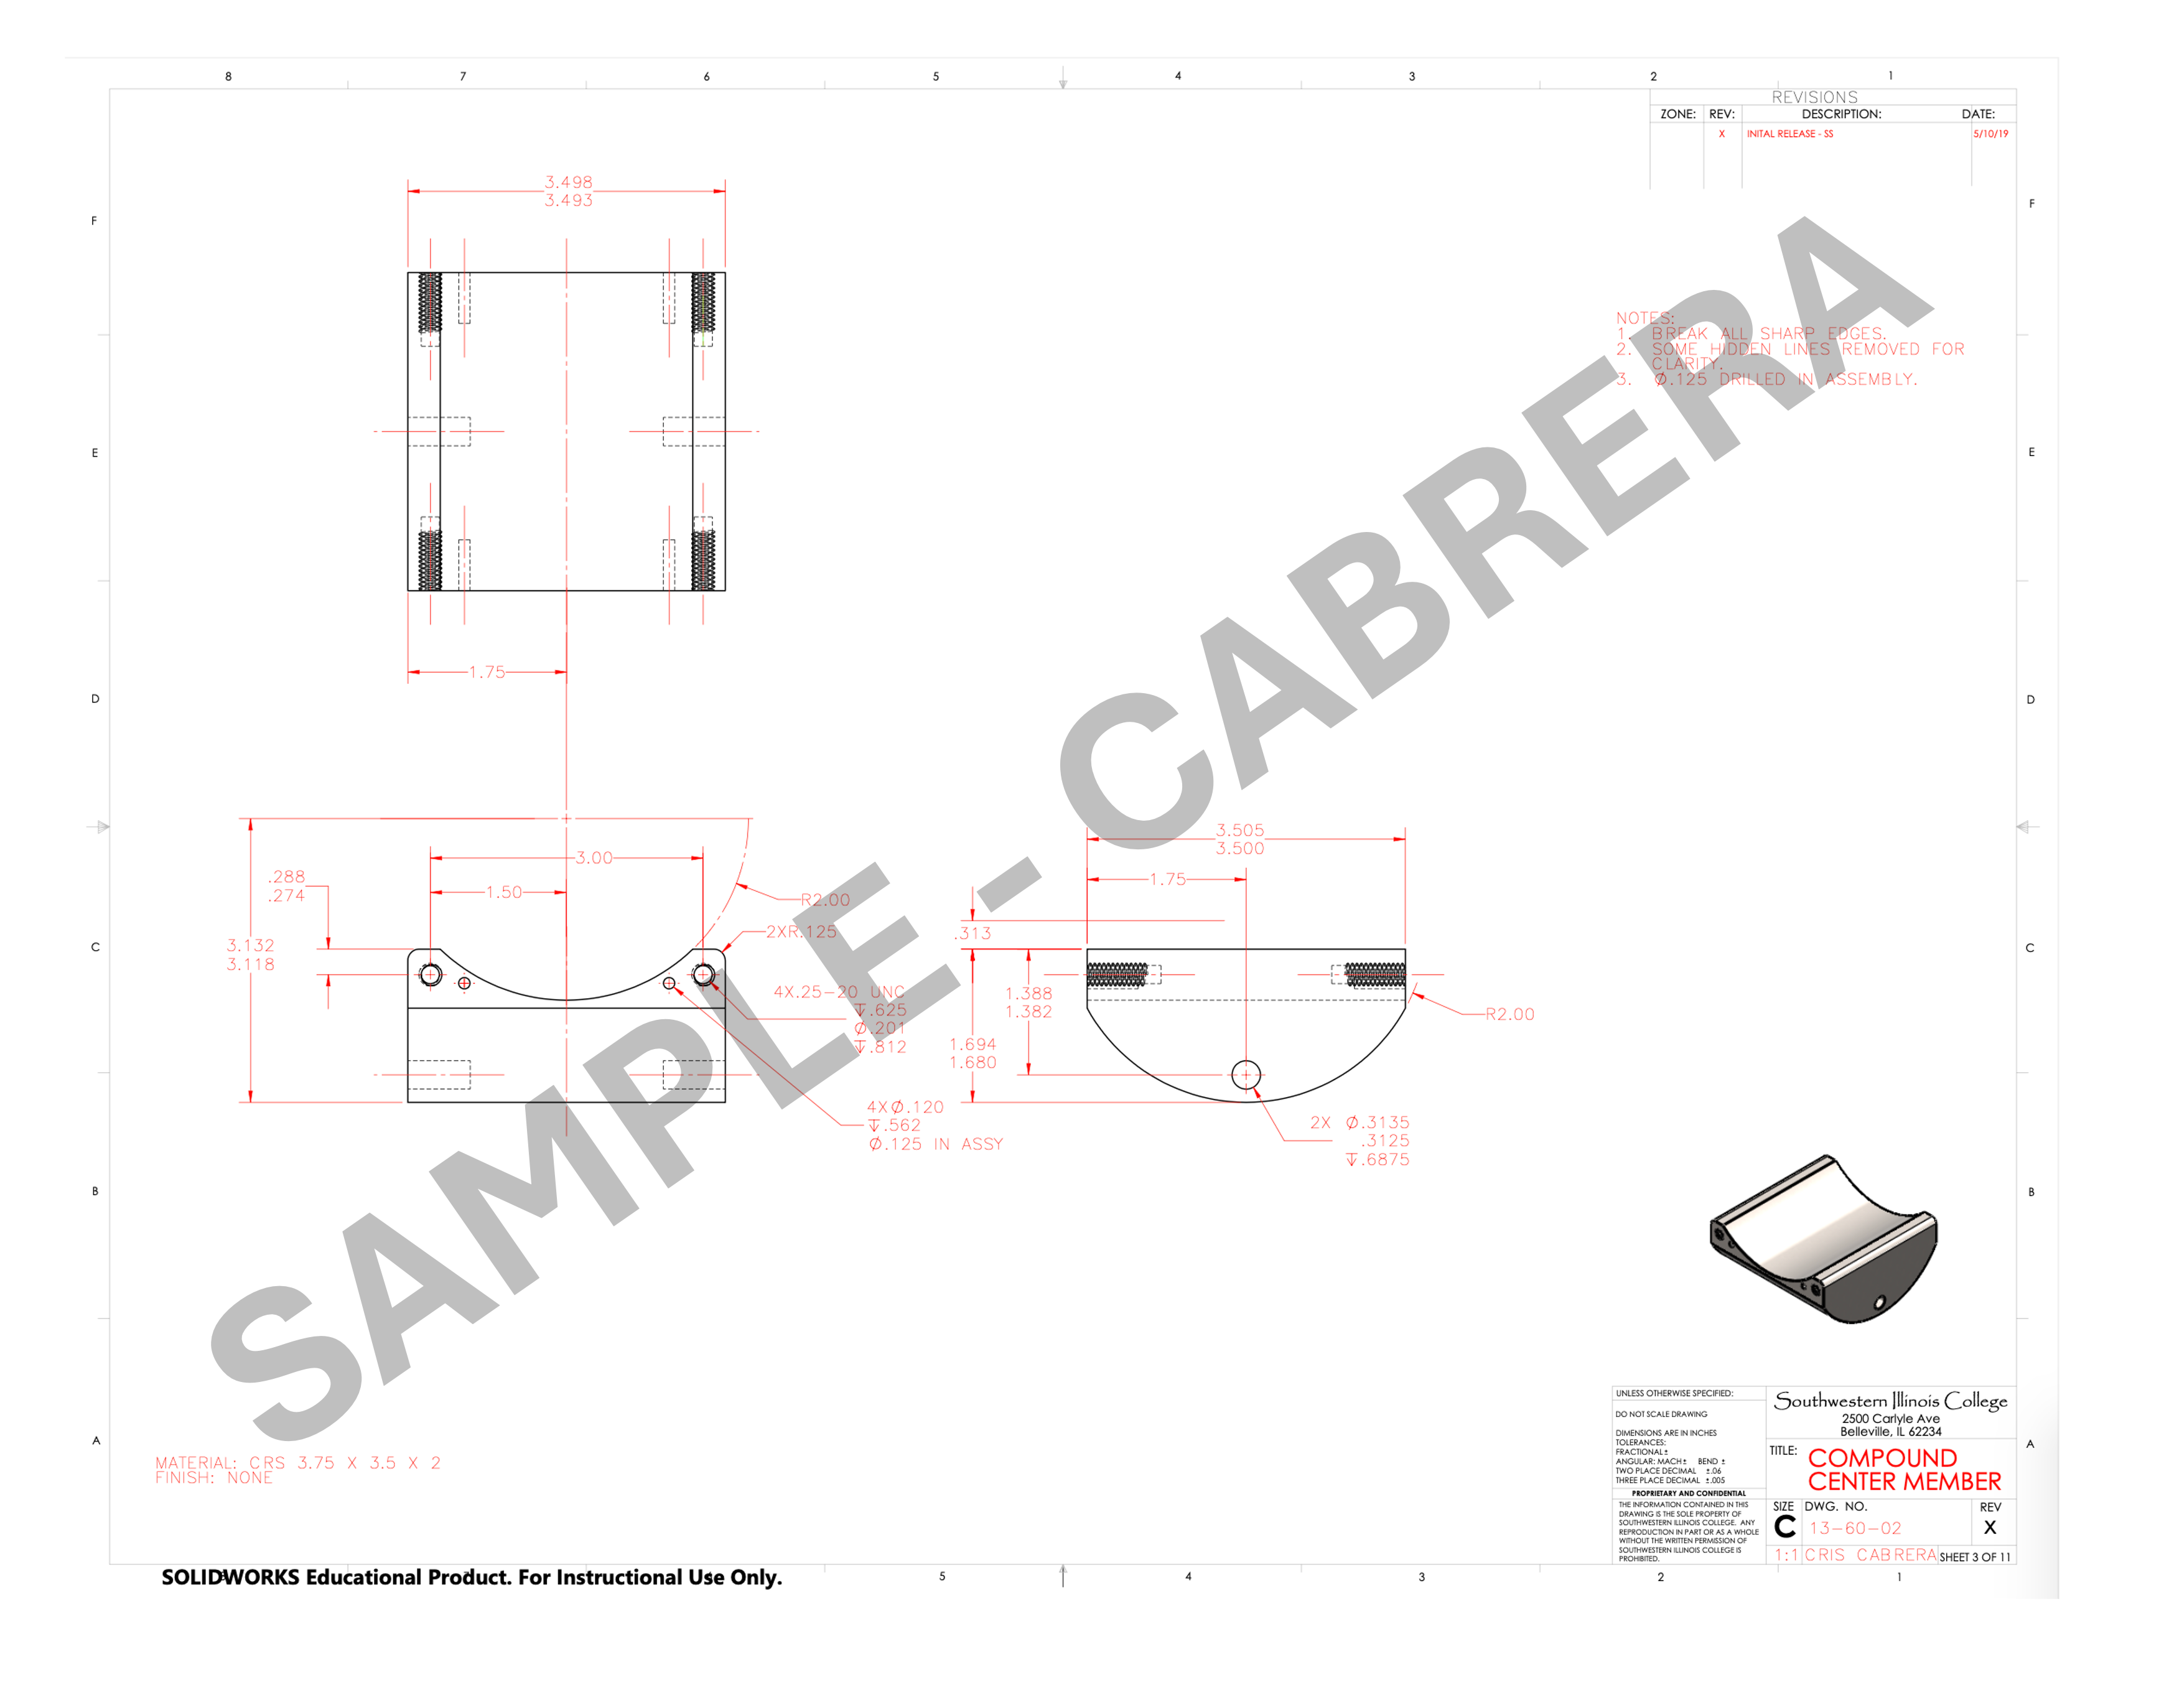 8 7 6 5 4 3 2 1
REVISIONS
ZONE: REV: DESCRIPTION: DATE:
X INITAL RELEASE - SS 5/10/19
F F
E E
D D
C C
B B
A A
3.498
3.493
1.75
NOTES:
1. BREAK ALL SHARP EDGES.
2. SOME HIDDEN LINES REMOVED FOR
CLARITY.
3. Ø.125 DRILLED IN ASSEMBLY.
SAMPLE - CABRERA
3.00
1.50
.288
.274
3.132
3.118
R2.00
2XR.125
4X.25-20 UNC
↧.625
Ø.201
↧.812
4XØ.120
↧.562
Ø.125 IN ASSY
3.505
3.500
1.75
.313
1.388
1.382
1.694
1.680
R2.00
2X Ø.3135
.3125
↧.6875
MATERIAL: CRS 3.75 X 3.5 X 2
FINISH: NONE
UNLESS OTHERWISE SPECIFIED:
DO NOT SCALE DRAWING
DIMENSIONS ARE IN INCHES
TOLERANCES:
FRACTIONAL ±
ANGULAR: MACH ± BEND ±
TWO PLACE DECIMAL ±.06
THREE PLACE DECIMAL ±.005
PROPRIETARY AND CONFIDENTIAL
THE INFORMATION CONTAINED IN THIS
DRAWING IS THE SOLE PROPERTY OF
SOUTHWESTERN ILLINOIS COLLEGE. ANY
REPRODUCTION IN PART OR AS A WHOLE
WITHOUT THE WRITTEN PERMISSION OF
SOUTHWESTERN ILLINOIS COLLEGE IS
PROHIBITED.
Southwestern Illinois College
2500 Carlyle Ave
Belleville, IL 62234
TITLE:
COMPOUND
CENTER MEMBER
SIZE DWG. NO. REV
C 13-60-02 X
1:1 CRIS CABRERA SHEET 3 OF 11
SOLIDWORKS Educational Product. For Instructional Use Only.
5 4 3 2 1